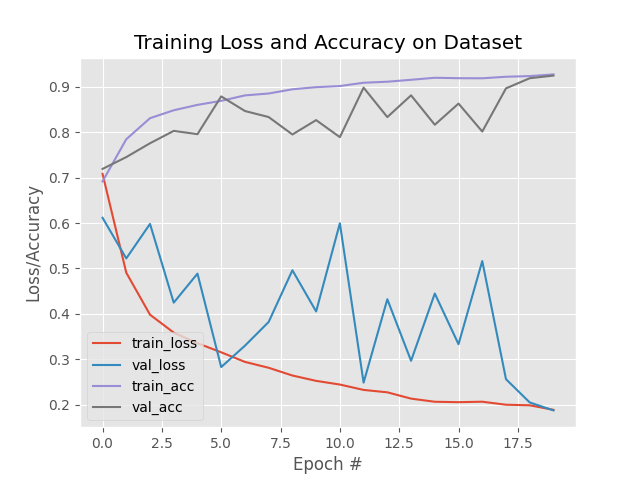 Training Loss and Accuracy on Dataset
Loss/Accuracy
0.9
0.8
0.7
0.6
0.5
0.4
0.3
0.2
train_loss
val_loss
train_acc
val_acc
0.0 2.5 5.0 7.5 10.0 12.5 15.0 17.5
Epoch #